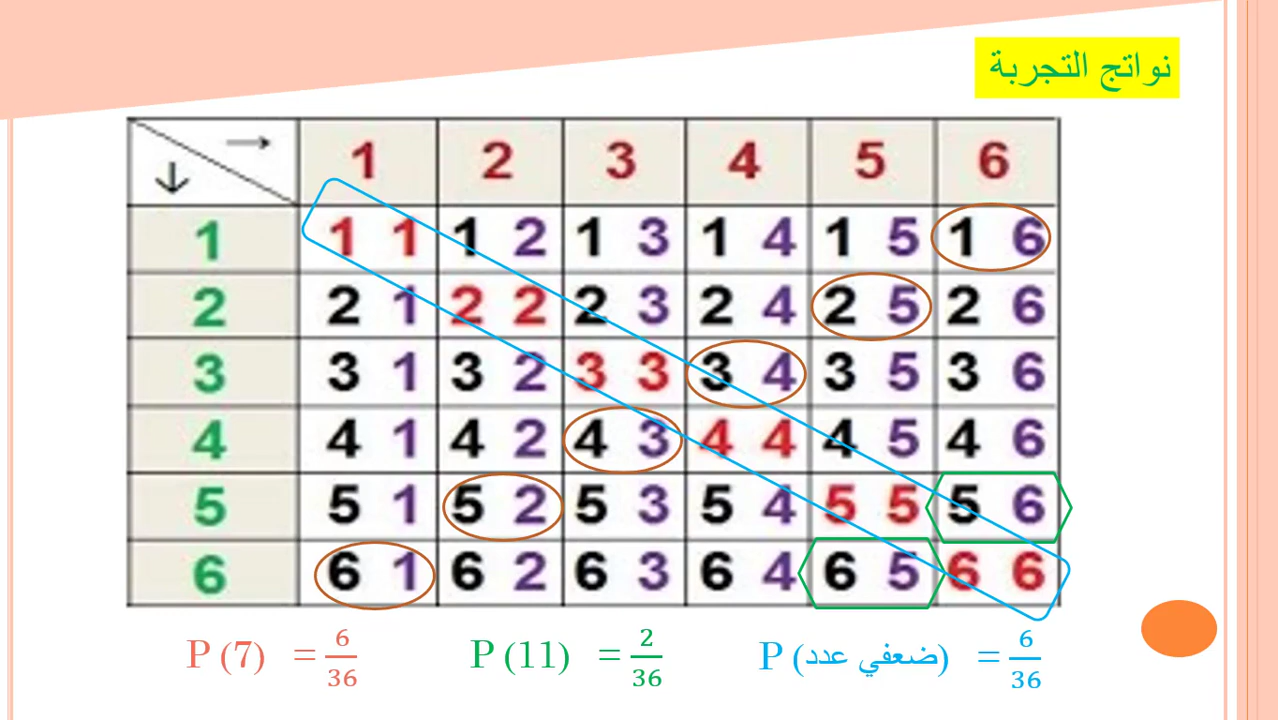 نواتج التجربة
→ 1 2 3 4 5 6
↓
1 1 1 1 2 1 3 1 4 1 5 1 6
2 2 1 2 2 2 3 2 4 2 5 2 6
3 3 1 3 2 3 3 3 4 3 5 3 6
4 4 1 4 2 4 3 4 4 4 5 4 6
5 5 1 5 2 5 3 5 4 5 5 5 6
6 6 1 6 2 6 3 6 4 6 5 6 6
P (7) = 6/36 P (11) = 2/36 P (ضعفي عدد) = 6/36